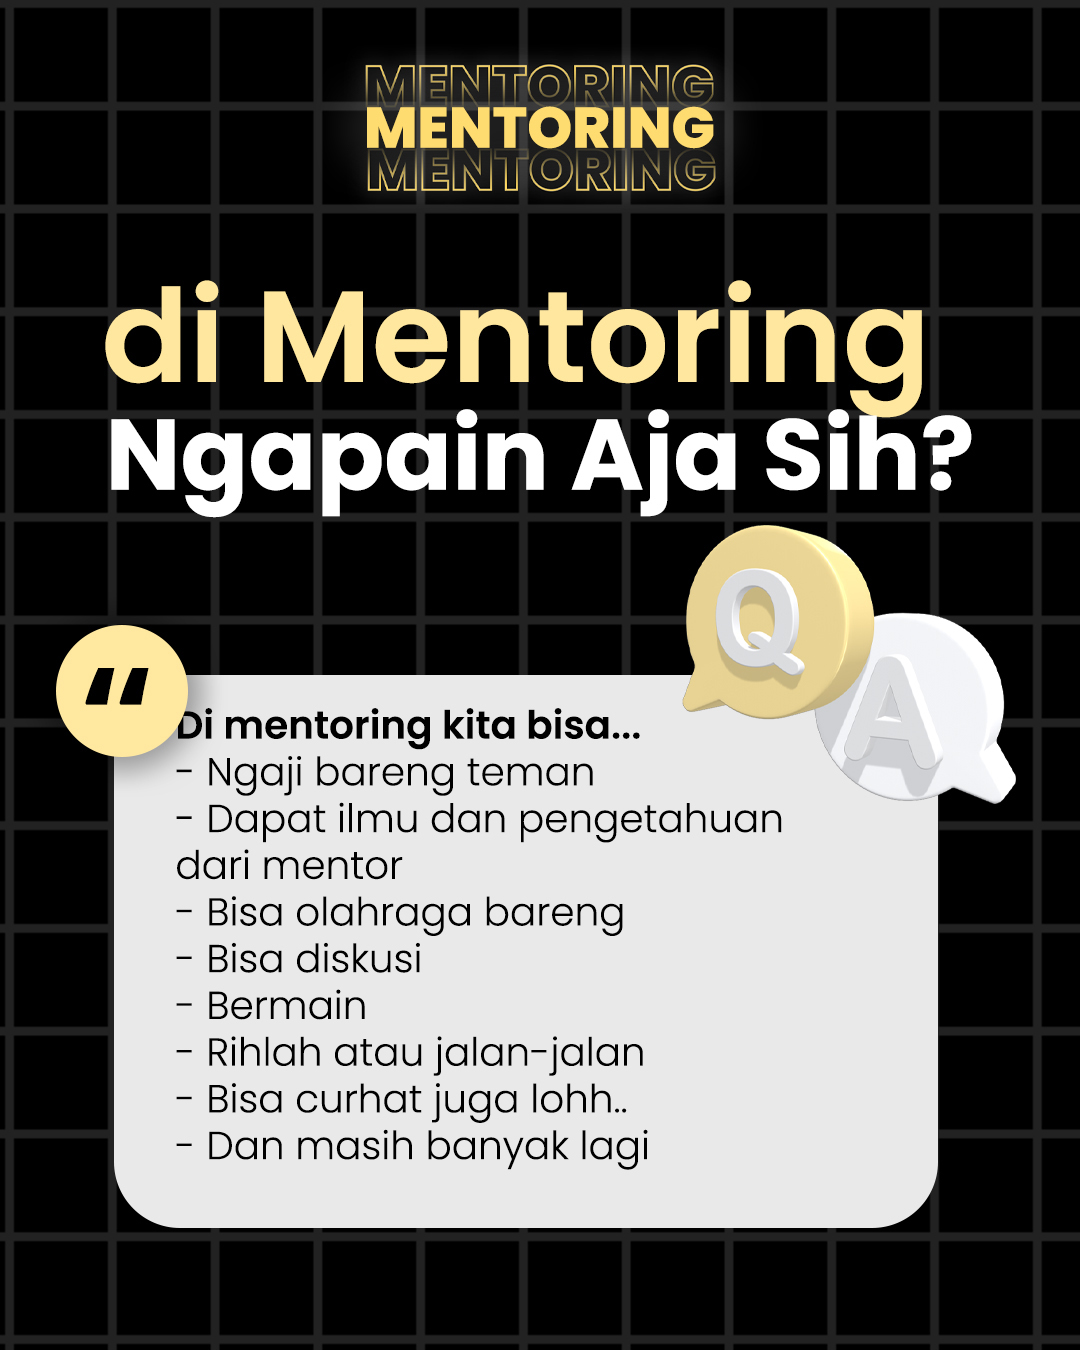 MENTORING
MENTORING
MENTORING
di Mentoring
Ngapain Aja Sih?
Q
A
“
Di mentoring kita bisa...
- Ngaji bareng teman
- Dapat ilmu dan pengetahuan
dari mentor
- Bisa olahraga bareng
- Bisa diskusi
- Bermain
- Rihlah atau jalan-jalan
- Bisa curhat juga lohh..
- Dan masih banyak lagi